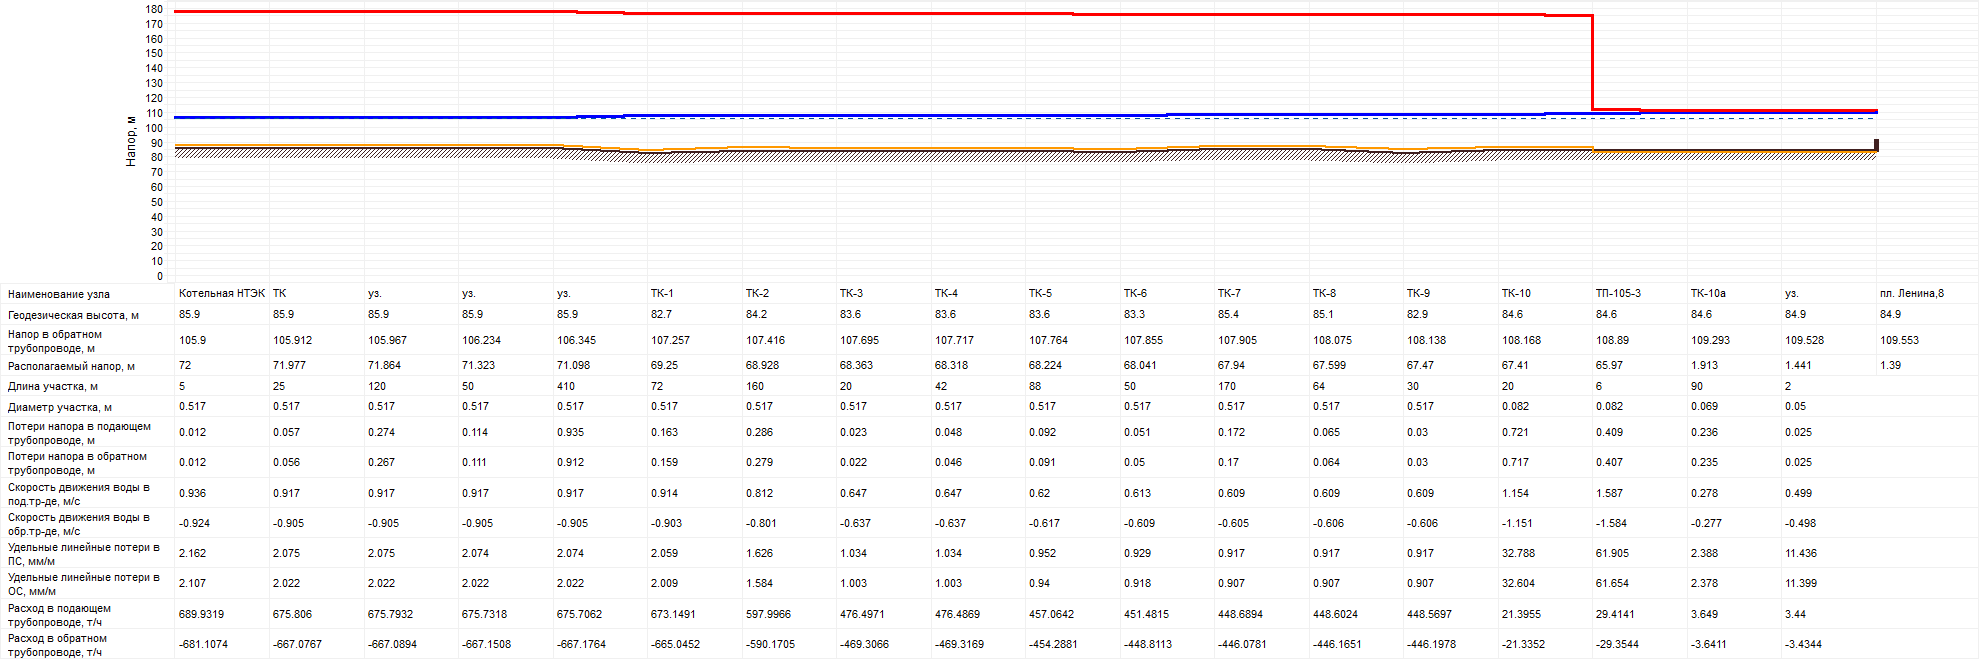 180
170
160
150
140
130
120
110
100
90
80
70
60
50
40
30
20
10
0
Напор, м
Наименование узла Котельная НТЭК ТК уз. уз. уз. ТК-1 ТК-2 ТК-3 ТК-4 ТК-5 ТК-6 ТК-7 ТК-8 ТК-9 ТК-10 ТП-105-3 ТК-10а уз. пл. Ленина,8
Геодезическая высота, м 85.9 85.9 85.9 85.9 85.9 82.7 84.2 83.6 83.6 83.6 83.3 85.4 85.1 82.9 84.6 84.6 84.6 84.9 84.9
Напор в обратном
трубопроводе, м 105.9 105.912 105.967 106.234 106.345 107.257 107.416 107.695 107.717 107.764 107.855 107.905 108.075 108.138 108.168 108.89 109.293 109.528 109.553
Располагаемый напор, м 72 71.977 71.864 71.323 71.098 69.25 68.928 68.363 68.318 68.224 68.041 67.94 67.599 67.47 67.41 65.97 1.913 1.441 1.39
Длина участка, м 5 25 120 50 410 72 160 20 42 88 50 170 64 30 20 6 90 2
Диаметр участка, м 0.517 0.517 0.517 0.517 0.517 0.517 0.517 0.517 0.517 0.517 0.517 0.517 0.517 0.517 0.082 0.082 0.069 0.05
Потери напора в подающем
трубопроводе, м 0.012 0.057 0.274 0.114 0.935 0.163 0.286 0.023 0.048 0.092 0.051 0.172 0.065 0.03 0.721 0.409 0.236 0.025
Потери напора в обратном
трубопроводе, м 0.012 0.056 0.267 0.111 0.912 0.159 0.279 0.022 0.046 0.091 0.05 0.17 0.064 0.03 0.717 0.407 0.235 0.025
Скорость движения воды в
под.тр-де, м/с 0.936 0.917 0.917 0.917 0.917 0.914 0.812 0.647 0.647 0.62 0.613 0.609 0.609 0.609 1.154 1.587 0.278 0.499
Скорость движения воды в
обр.тр-де, м/с -0.924 -0.905 -0.905 -0.905 -0.905 -0.903 -0.801 -0.637 -0.637 -0.617 -0.609 -0.605 -0.606 -0.606 -1.151 -1.584 -0.277 -0.498
Удельные линейные потери в
ПС, мм/м 2.162 2.075 2.075 2.074 2.074 2.059 1.626 1.034 1.034 0.952 0.929 0.917 0.917 0.917 32.788 61.905 2.388 11.436
Удельные линейные потери в
ОС, мм/м 2.107 2.022 2.022 2.022 2.022 2.009 1.584 1.003 1.003 0.94 0.918 0.907 0.907 0.907 32.604 61.654 2.378 11.399
Расход в подающем
трубопроводе, т/ч 689.9319 675.806 675.7932 675.7318 675.7062 673.1491 597.9966 476.4971 476.4869 457.0642 451.4815 448.6894 448.6024 448.5697 21.3955 29.4141 3.649 3.44
Расход в обратном
трубопроводе, т/ч -681.1074 -667.0767 -667.0894 -667.1508 -667.1764 -665.0452 -590.1705 -469.3066 -469.3169 -454.2881 -448.8113 -446.0781 -446.1651 -446.1978 -21.3352 -29.3544 -3.6411 -3.4344